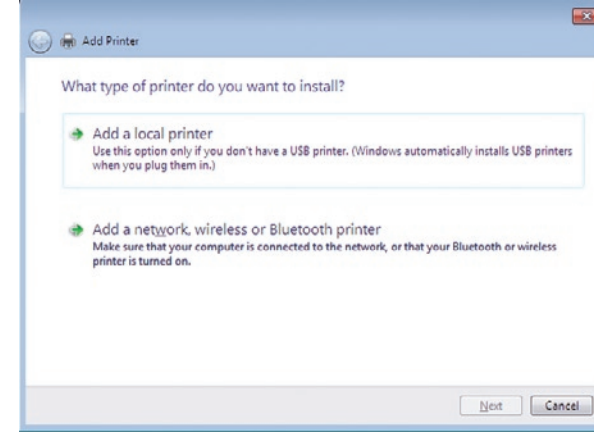 Add Printer
What type of printer do you want to install?
Add a local printer
Use this option only if you don't have a USB printer. (Windows automatically installs USB printers
when you plug them in.)
Add a network, wireless or Bluetooth printer
Make sure that your computer is connected to the network, or that your Bluetooth or wireless
printer is turned on.
Next Cancel